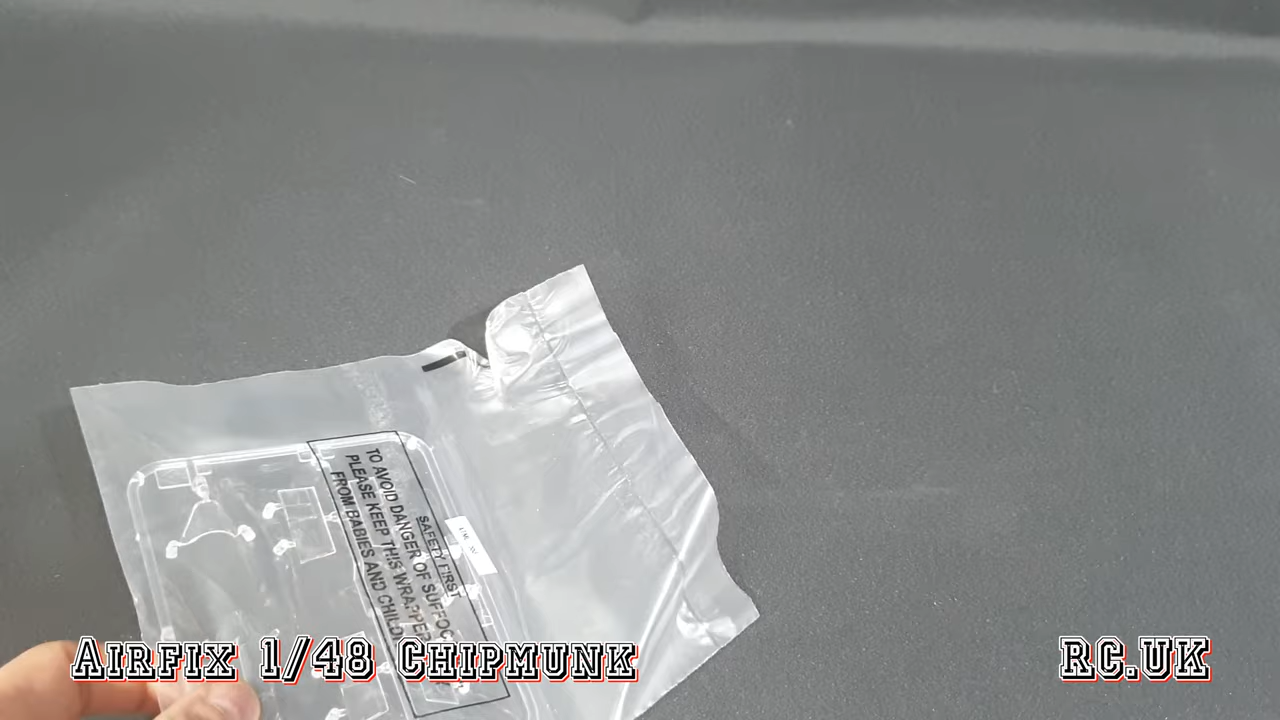 SAFETY FIRST
TO AVOID DANGER OF SUFFOC
PLEASE KEEP THIS WRAPPER
FROM BABIES AND CHILD
Airfix 1/48 Chipmunk
RC.UK